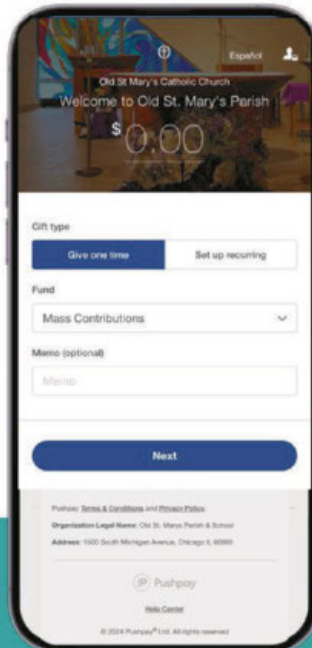 Español
Old St Mary's Catholic Church
Welcome to Old St. Mary's Parish
$0.00
Gift type
Give one time
Set up recurring
Fund
Mass Contributions
Memo (optional)
Memo
Next
Pushpay Terms & Conditions and Privacy Policy.
Organization Legal Name: Old St. Marys Parish & School
Address: 1500 South Michigan Avenue, Chicago IL 60605
Pushpay
Help Center
© 2024 Pushpay® Ltd. All rights reserved